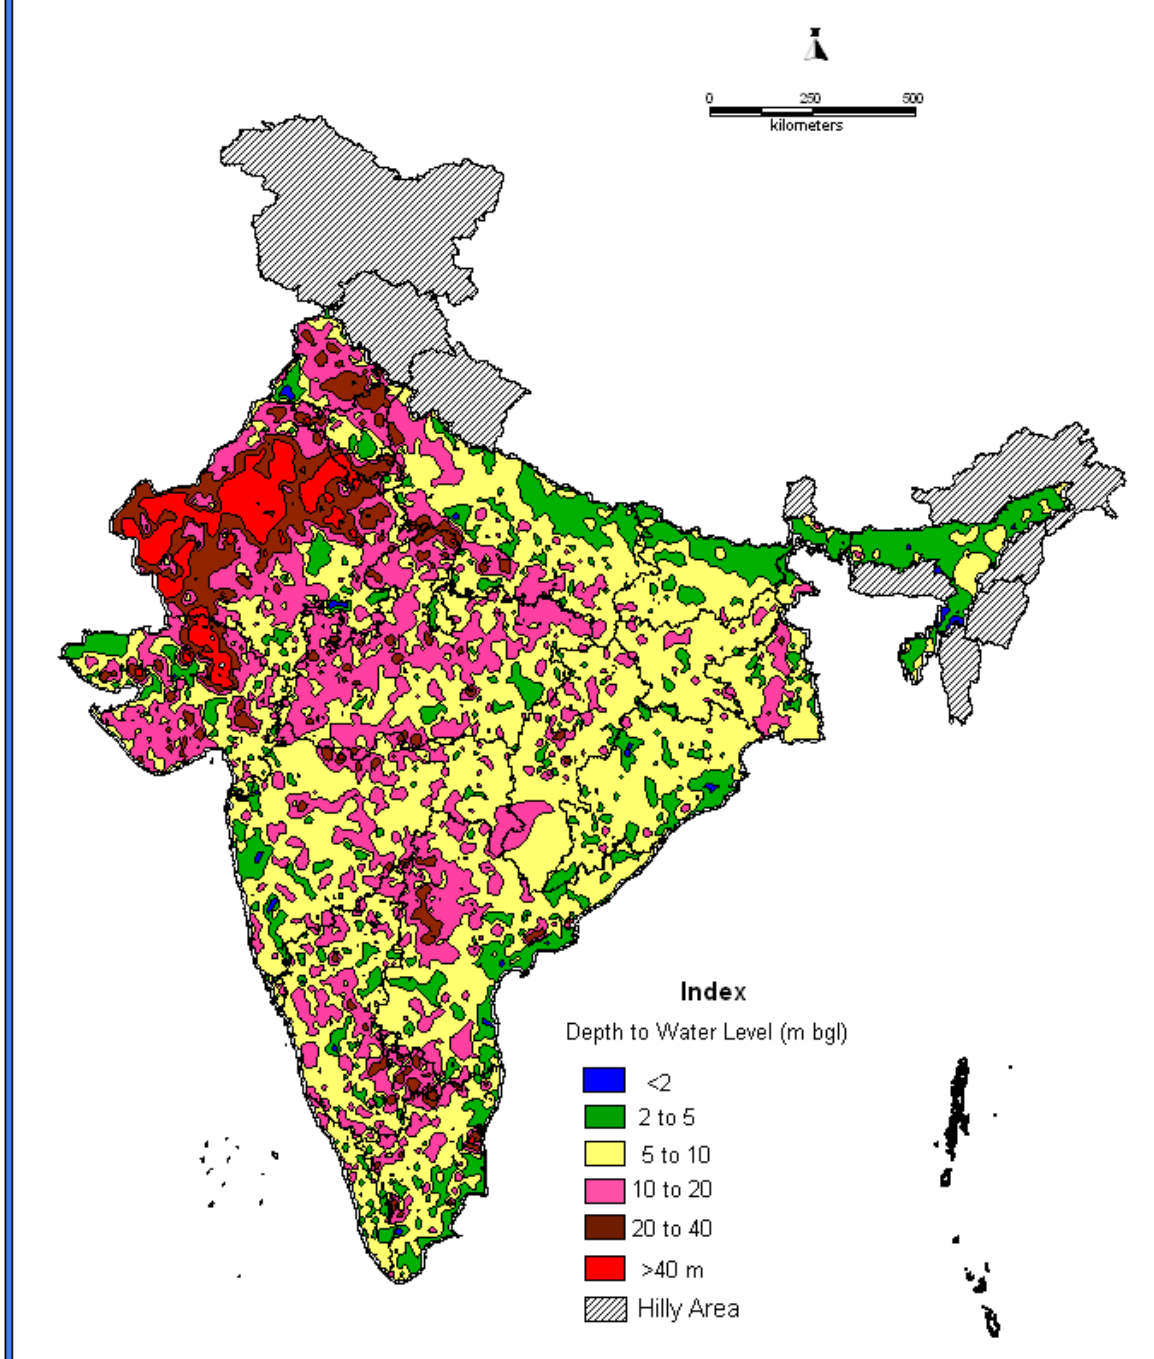 0 250 500
kilometers
Index
Depth to Water Level (m bgl)
<2
2 to 5
5 to 10
10 to 20
20 to 40
>40 m
Hilly Area